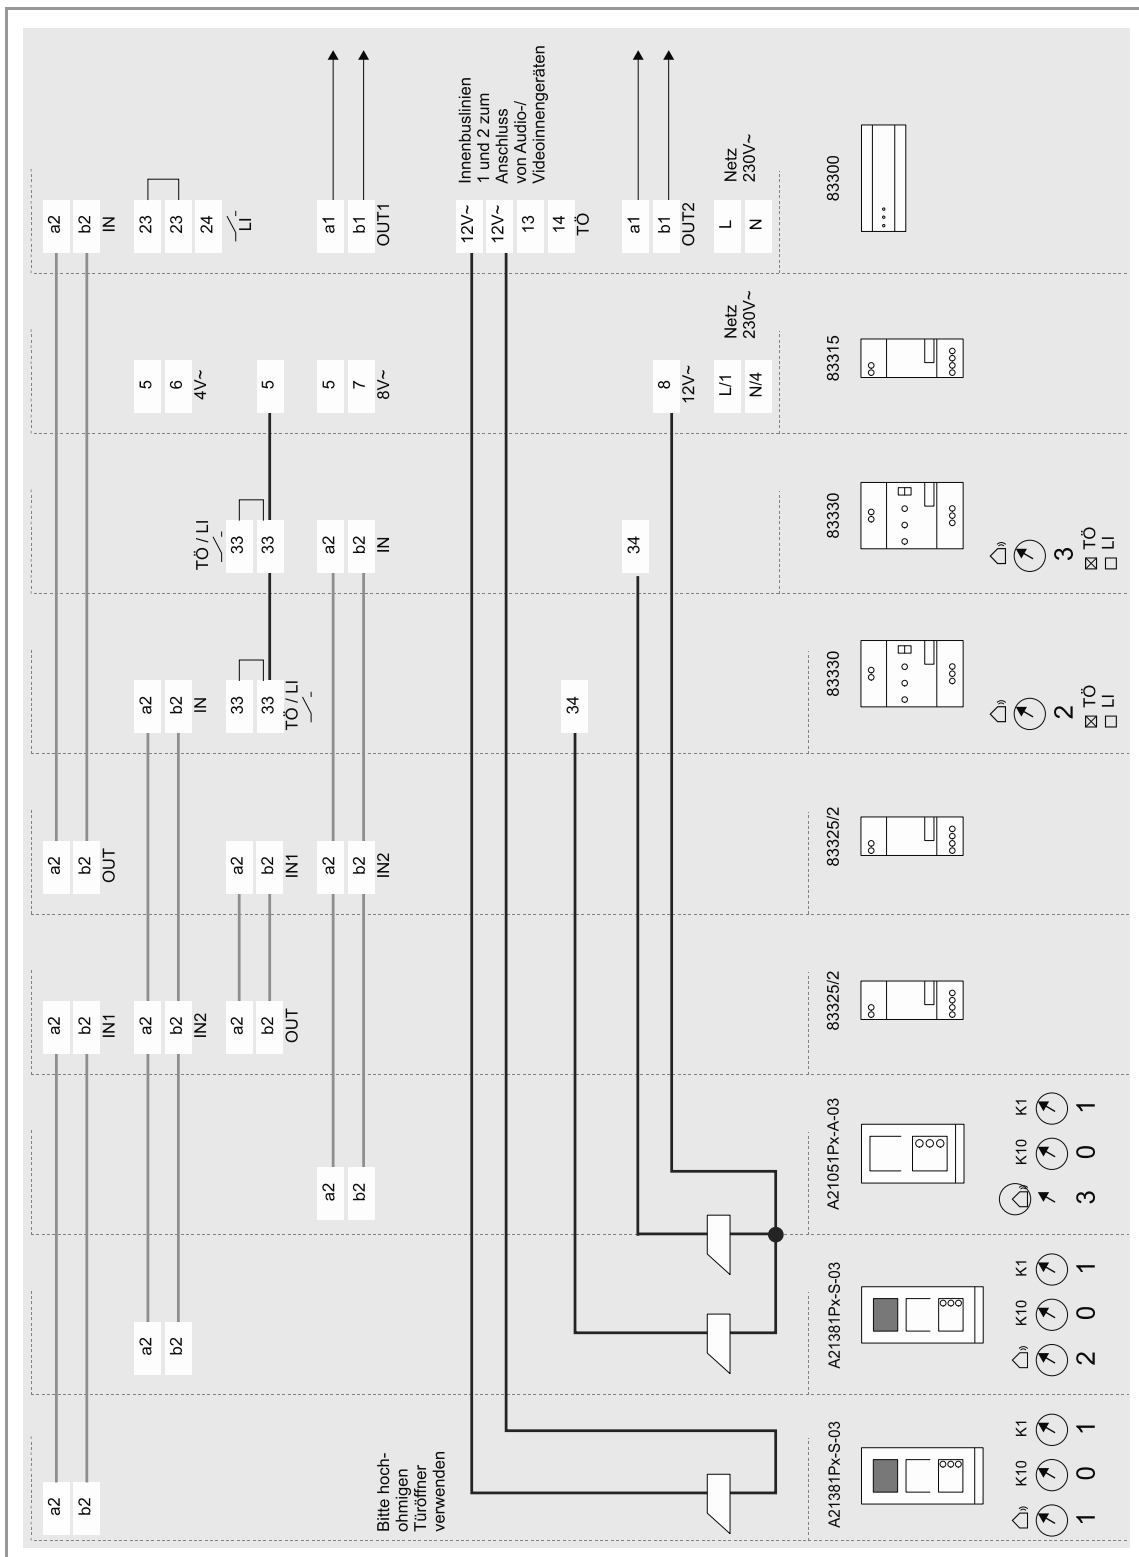 a2
b2
Bitte hoch-
ohmigen
Türöffner
verwenden
A21381Px-S-03
K10 K1
1 0 1
a2
b2
A21381Px-S-03
K10 K1
2 0 1
a2
b2
A21051Px-A-03
K10 K1
3 0 1
a2
b2
IN1
a2
b2
IN2
a2
b2
OUT
83325/2
a2
b2
OUT
a2
b2
IN1
a2
b2
IN2
83325/2
a2
b2
IN
33
33
TÖ / LI
34
83330
2
TÖ
LI
TÖ / LI
33
33
a2
b2
IN
34
83330
3
TÖ
LI
5
6
4V~
5
5
7
8V~
8
12V~
L/1
N/4
Netz
230V~
83315
a2
b2
IN
23
23
24
LI
a1
b1
OUT1
12V~
12V~
13
14
TÖ
Innenbuslinien
1 und 2 zum
Anschluss
von Audio-/
Videoinnengeräten
a1
b1
OUT2
L
N
Netz
230V~
83300